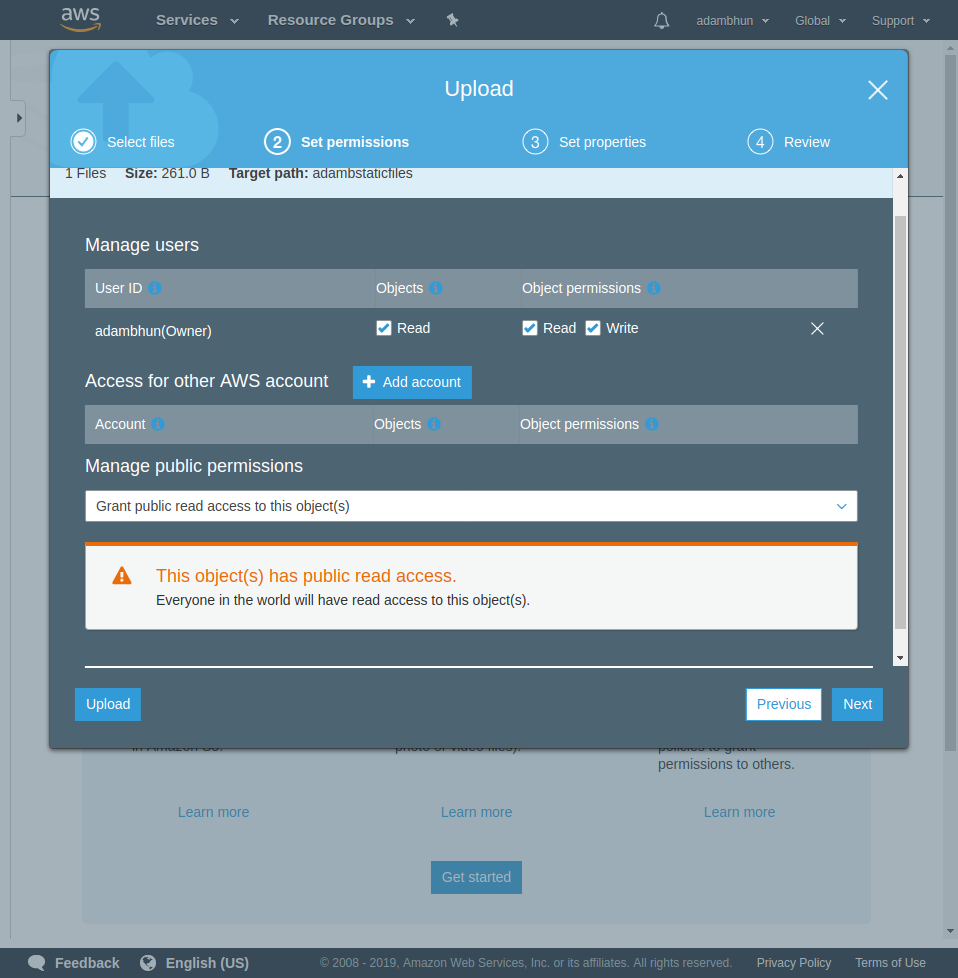 aws Services Resource Groups adambhun Global Support
Upload
Select files 2 Set permissions 3 Set properties 4 Review
1 Files Size: 261.0 B Target path: adambstaticfiles
Manage users
User ID Objects Object permissions
adambhun(Owner) Read Read Write
Access for other AWS account Add account
Account Objects Object permissions
Manage public permissions
Grant public read access to this object(s)
This object(s) has public read access.
Everyone in the world will have read access to this object(s).
Upload Previous Next
in Amazon S3. photo or video files). policies to grant
permissions to others.
Learn more Learn more Learn more
Get started
Feedback English (US) © 2008 - 2019, Amazon Web Services, Inc. or its affiliates. All rights reserved. Privacy Policy Terms of Use